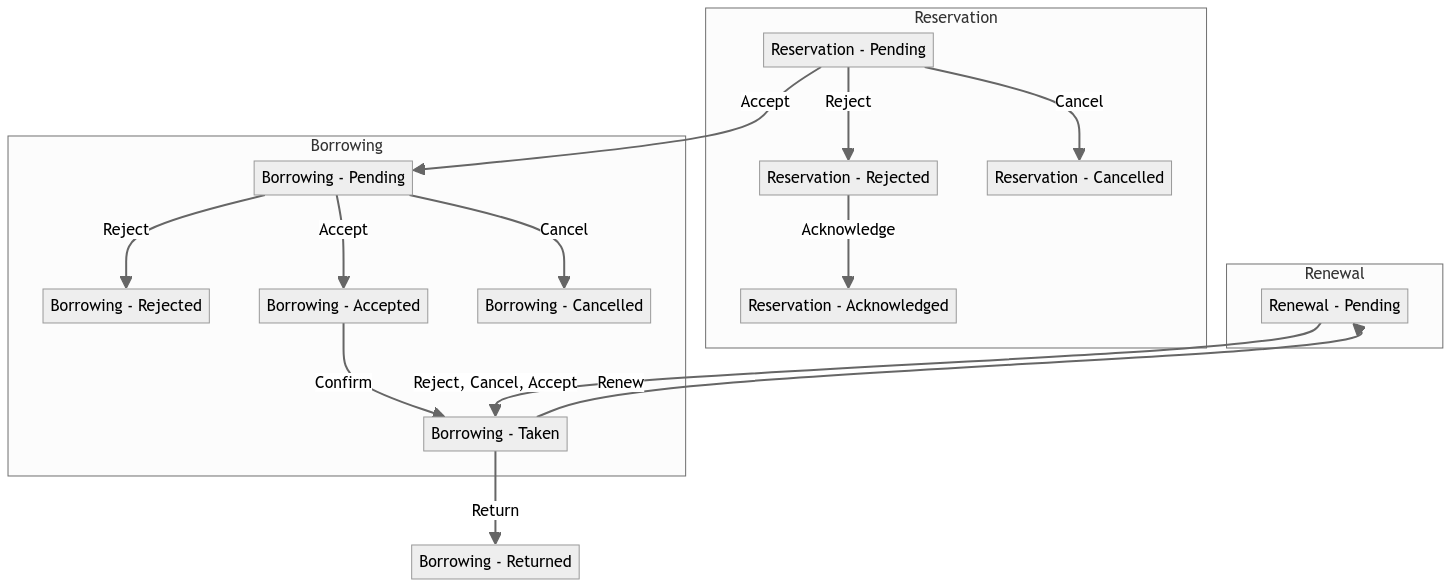 Reservation
Reservation - Pending
Accept
Reject
Cancel
Borrowing
Borrowing - Pending
Reservation - Rejected
Reservation - Cancelled
Reject
Accept
Cancel
Acknowledge
Renewal
Borrowing - Rejected
Borrowing - Accepted
Borrowing - Cancelled
Reservation - Acknowledged
Renewal - Pending
Confirm
Reject, Cancel, Accept
Renew
Borrowing - Taken
Return
Borrowing - Returned